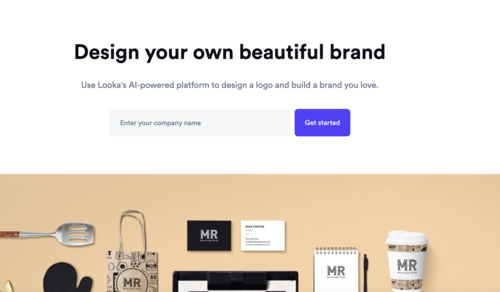 Design your own beautiful brand
Use Looka's AI-powered platform to design a logo and build a brand you love.
Enter your company name
Get started
MR
MR
MR
MR